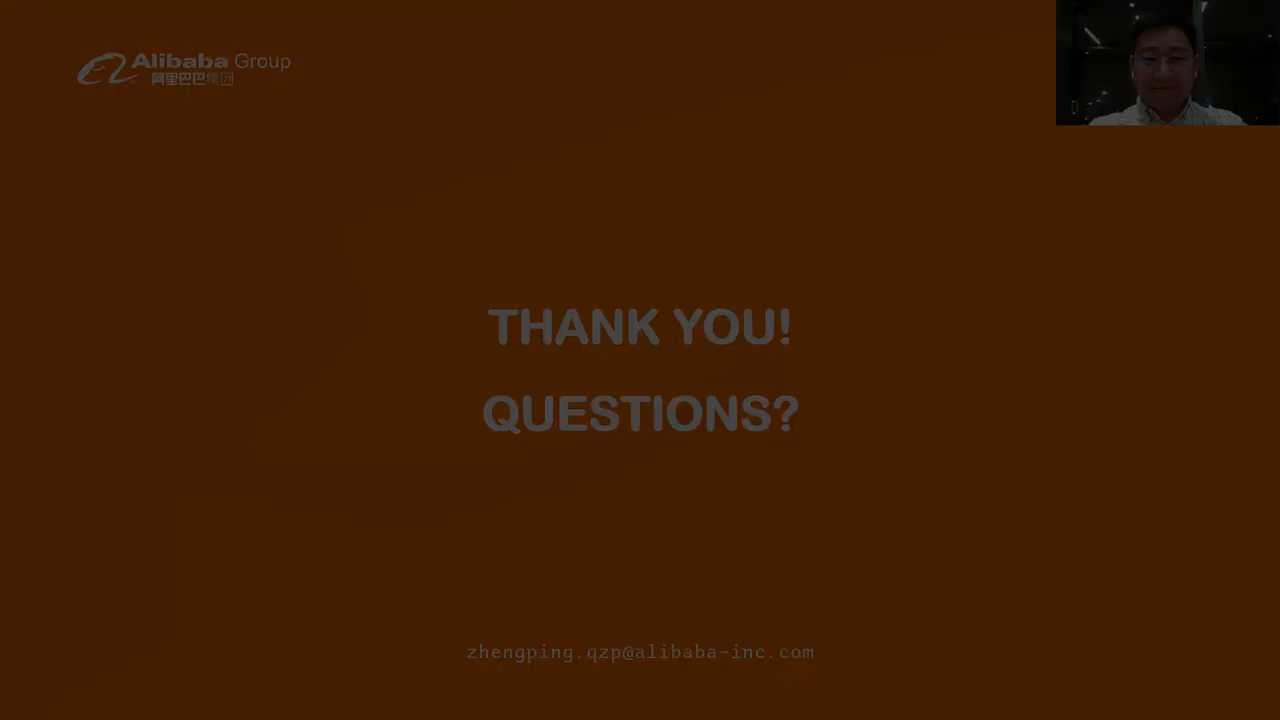 Alibaba Group
阿里巴巴集团
THANK YOU!
QUESTIONS?
zhengping.qzp@alibaba-inc.com